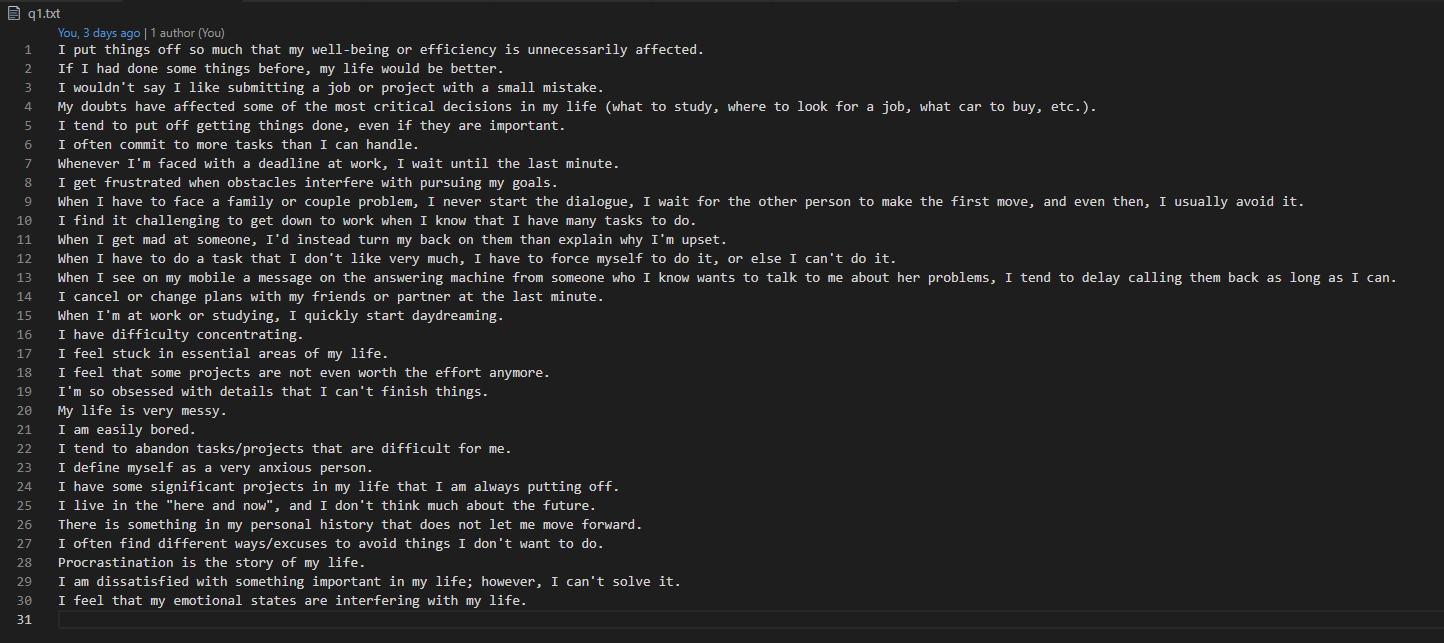 q1.txt
You, 3 days ago | 1 author (You)
1 I put things off so much that my well-being or efficiency is unnecessarily affected.
2 If I had done some things before, my life would be better.
3 I wouldn't say I like submitting a job or project with a small mistake.
4 My doubts have affected some of the most critical decisions in my life (what to study, where to look for a job, what car to buy, etc.).
5 I tend to put off getting things done, even if they are important.
6 I often commit to more tasks than I can handle.
7 Whenever I'm faced with a deadline at work, I wait until the last minute.
8 I get frustrated when obstacles interfere with pursuing my goals.
9 When I have to face a family or couple problem, I never start the dialogue, I wait for the other person to make the first move, and even then, I usually avoid it.
10 I find it challenging to get down to work when I know that I have many tasks to do.
11 When I get mad at someone, I'd instead turn my back on them than explain why I'm upset.
12 When I have to do a task that I don't like very much, I have to force myself to do it, or else I can't do it.
13 When I see on my mobile a message on the answering machine from someone who I know wants to talk to me about her problems, I tend to delay calling them back as long as I can.
14 I cancel or change plans with my friends or partner at the last minute.
15 When I'm at work or studying, I quickly start daydreaming.
16 I have difficulty concentrating.
17 I feel stuck in essential areas of my life.
18 I feel that some projects are not even worth the effort anymore.
19 I'm so obsessed with details that I can't finish things.
20 My life is very messy.
21 I am easily bored.
22 I tend to abandon tasks/projects that are difficult for me.
23 I define myself as a very anxious person.
24 I have some significant projects in my life that I am always putting off.
25 I live in the "here and now", and I don't think much about the future.
26 There is something in my personal history that does not let me move forward.
27 I often find different ways/excuses to avoid things I don't want to do.
28 Procrastination is the story of my life.
29 I am dissatisfied with something important in my life; however, I can't solve it.
30 I feel that my emotional states are interfering with my life.
31